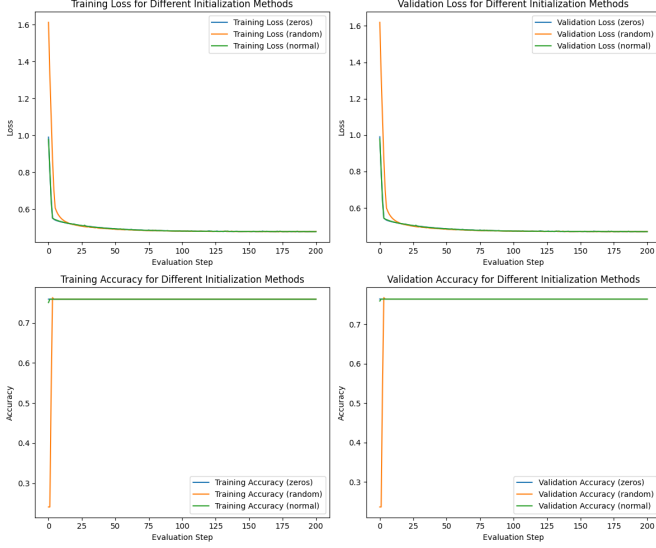 Training Loss for Different Initialization Methods
1.6
1.4
1.2
1.0
0.8
0.6
Loss
Training Loss (zeros)
Training Loss (random)
Training Loss (normal)
0 25 50 75 100 125 150 175 200
Evaluation Step
Validation Loss for Different Initialization Methods
1.6
1.4
1.2
1.0
0.8
0.6
Loss
Validation Loss (zeros)
Validation Loss (random)
Validation Loss (normal)
0 25 50 75 100 125 150 175 200
Evaluation Step
Training Accuracy for Different Initialization Methods
0.7
0.6
0.5
0.4
0.3
Accuracy
Training Accuracy (zeros)
Training Accuracy (random)
Training Accuracy (normal)
0 25 50 75 100 125 150 175 200
Evaluation Step
Validation Accuracy for Different Initialization Methods
0.7
0.6
0.5
0.4
0.3
Accuracy
Validation Accuracy (zeros)
Validation Accuracy (random)
Validation Accuracy (normal)
0 25 50 75 100 125 150 175 200
Evaluation Step